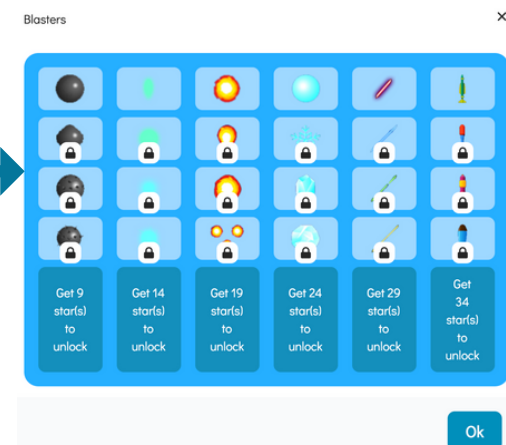 Blasters
×
Get 9
star(s)
to
unlock
Get 14
star(s)
to
unlock
Get 19
star(s)
to
unlock
Get 24
star(s)
to
unlock
Get 29
star(s)
to
unlock
Get
34
star(s)
to
unlock
Ok